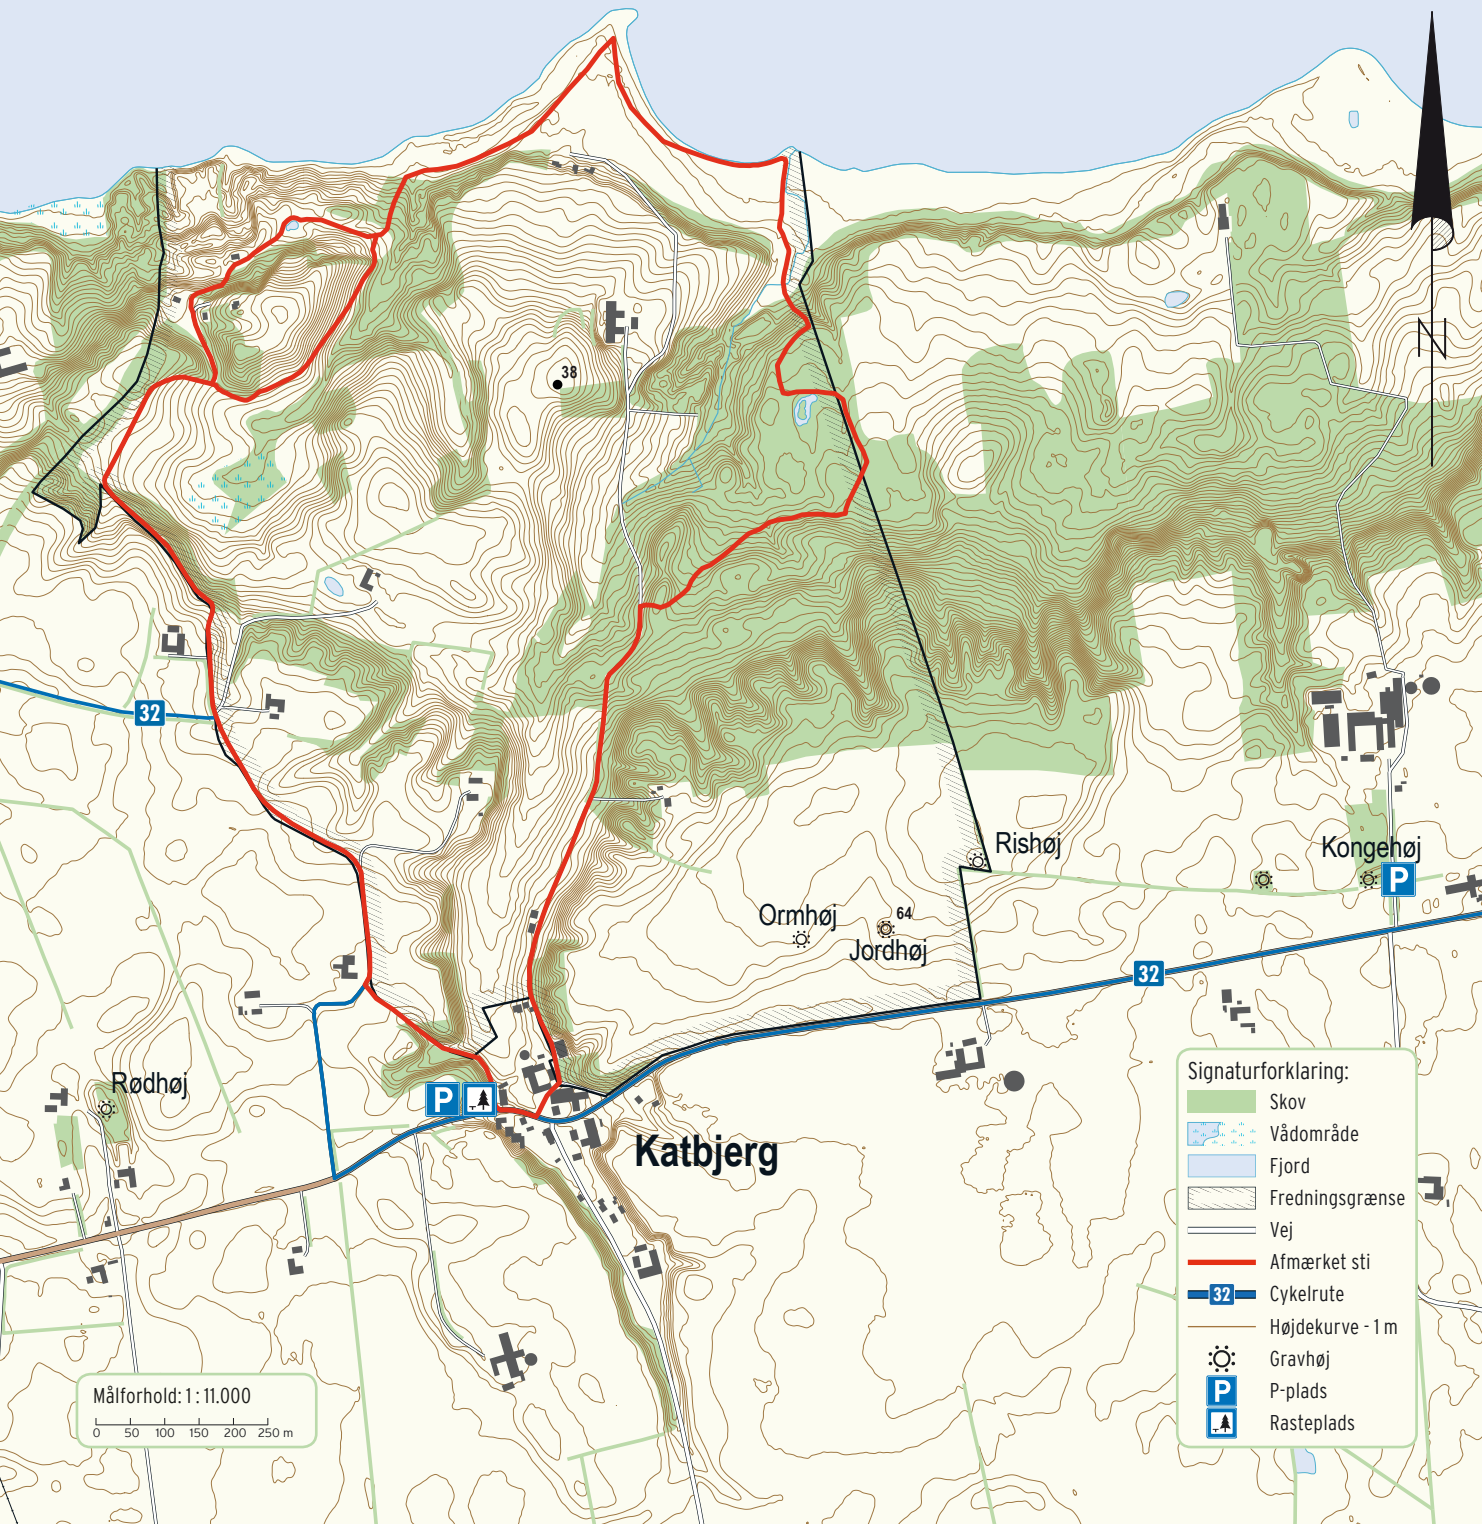 N
38
32
Rishøj
Kongehøj
P
Ormhøj
64
Jordhøj
32
Rødhøj
P
Katbjerg
Signaturforklaring:
Skov
Vådområde
Fjord
Fredningsgrænse
Vej
Afmærket sti
32 Cykelrute
Højdekurve - 1 m
Gravhøj
P P-plads
Rasteplads
Målforhold: 1 : 11.000
0 50 100 150 200 250 m